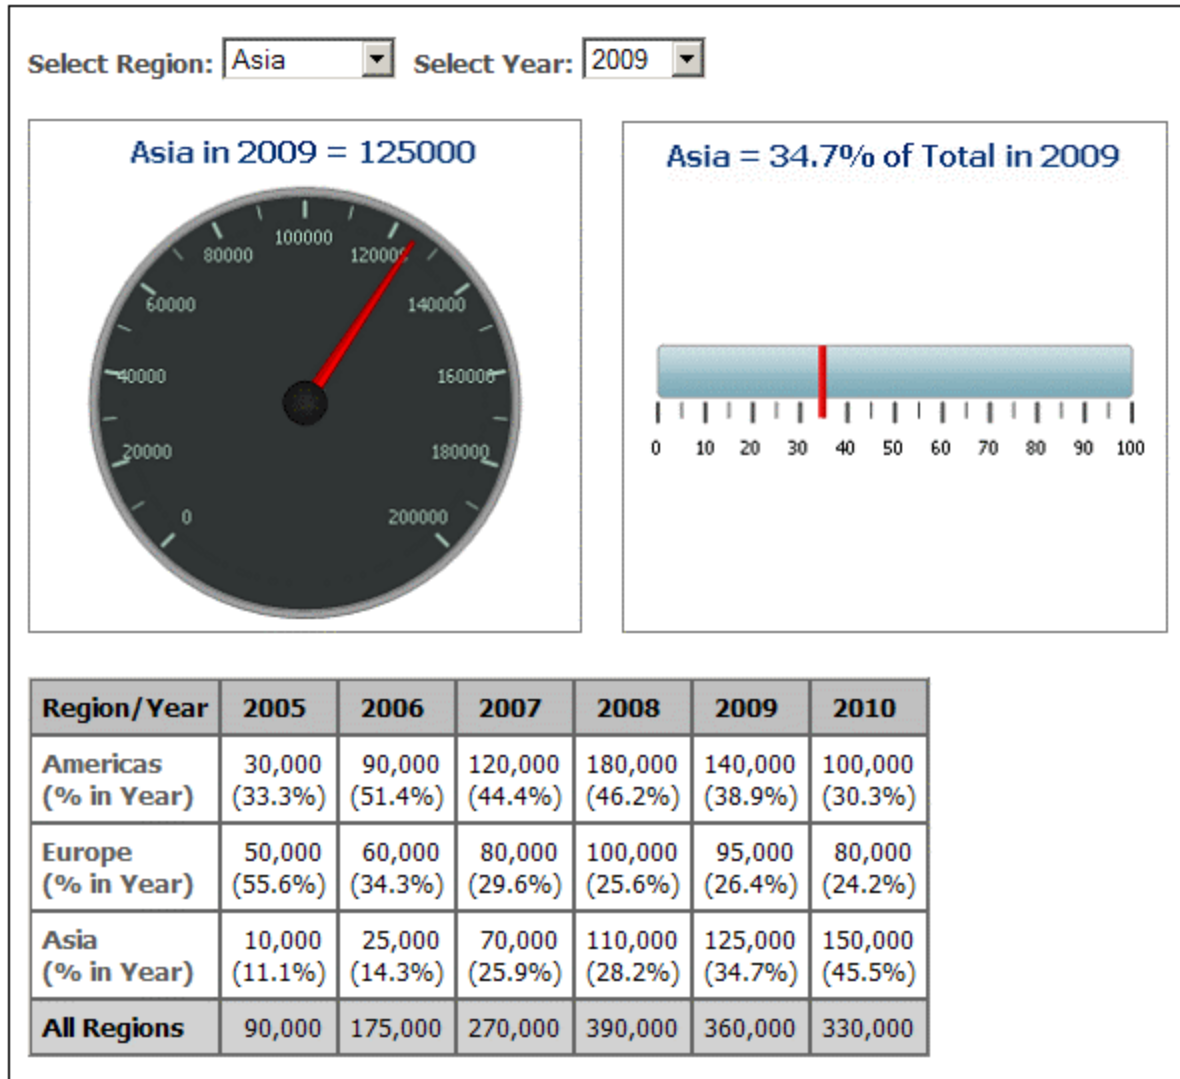 Select Region: Asia Select Year: 2009
Asia in 2009 = 125000
100000
80000 120000
60000 140000
40000 160000
20000 180000
0 200000
Asia = 34.7% of Total in 2009
0 10 20 30 40 50 60 70 80 90 100
Region/Year 2005 2006 2007 2008 2009 2010
Americas 30,000 90,000 120,000 180,000 140,000 100,000
(% in Year) (33.3%) (51.4%) (44.4%) (46.2%) (38.9%) (30.3%)
Europe 50,000 60,000 80,000 100,000 95,000 80,000
(% in Year) (55.6%) (34.3%) (29.6%) (25.6%) (26.4%) (24.2%)
Asia 10,000 25,000 70,000 110,000 125,000 150,000
(% in Year) (11.1%) (14.3%) (25.9%) (28.2%) (34.7%) (45.5%)
All Regions 90,000 175,000 270,000 390,000 360,000 330,000